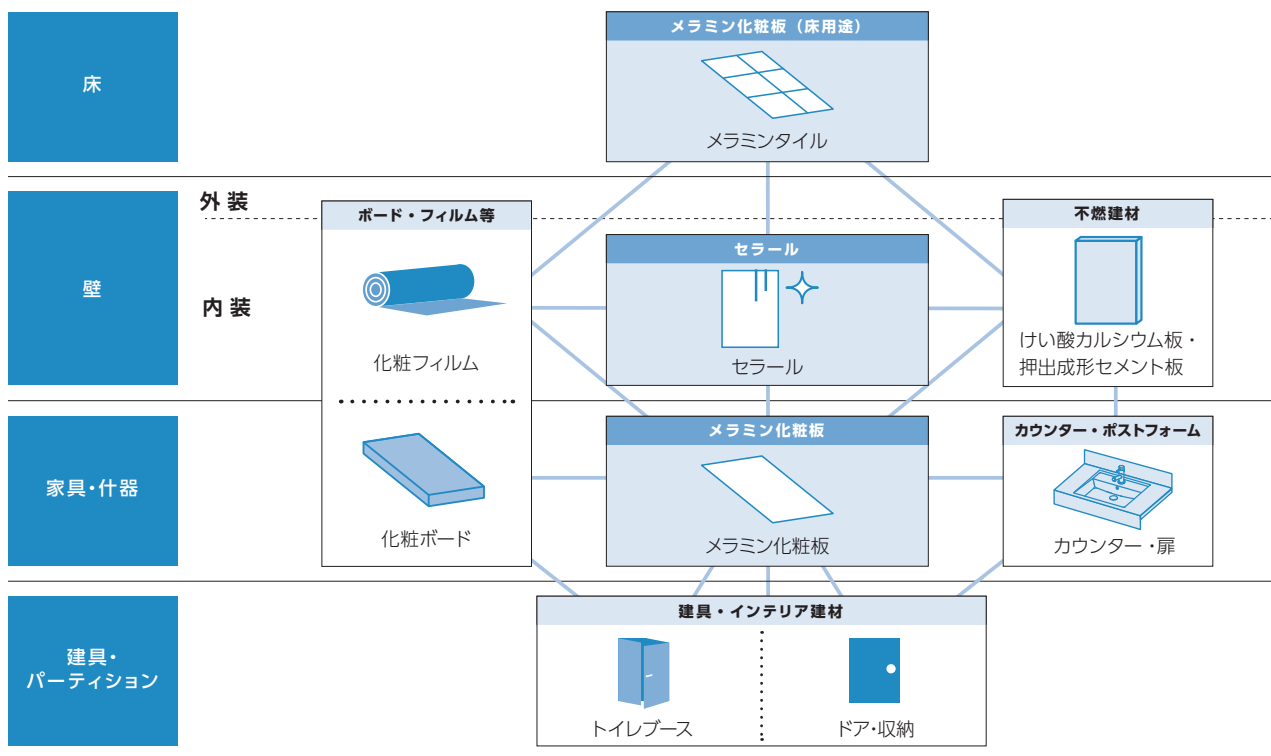 床
メラミン化粧板（床用途）
メラミンタイル
壁
外装
内装
ボード・フィルム等
化粧フィルム
化粧ボード
セラール
セラール
不燃建材
けい酸カルシウム板・
押出成形セメント板
家具・什器
メラミン化粧板
メラミン化粧板
カウンター・ポストフォーム
カウンター・扉
建具・
パーティション
建具・インテリア建材
トイレブース
ドア・収納